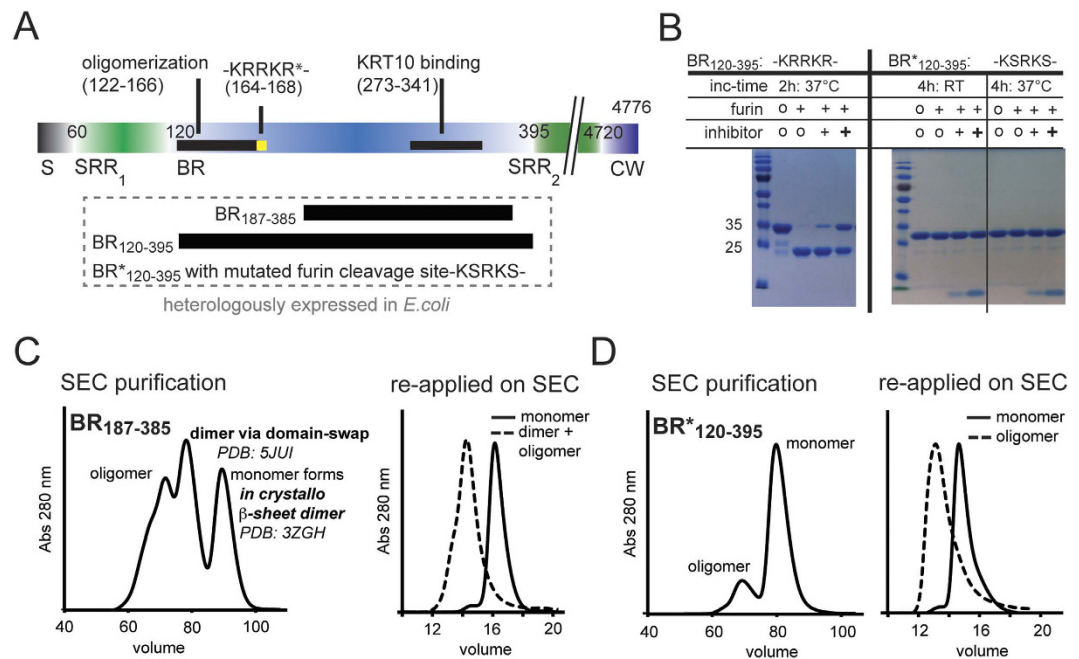 A
oligomerization
(122-166)
-KRRKR*-
(164-168)
KRT10 binding
(273-341)
4776
60
120
395
4720
S
SRR1
BR
SRR2
CW
BR187-385
BR120-395
BR*120-395 with mutated furin cleavage site-KSRKS-
heterologously expressed in E.coli
B
BR120-395: -KRRKR- BR*120-395: -KSRKS-
inc-time 2h: 37°C 4h: RT 4h: 37°C
furin o + + + o + + + o + + +
inhibitor o o + + o o + + o o + +
35
25
C
SEC purification
re-applied on SEC
BR187-385
oligomer
dimer via domain-swap
PDB: 5JUI
monomer forms
in crystallo
β-sheet dimer
PDB: 3ZGH
Abs 280 nm
40 60 80 100
volume
monomer
dimer +
oligomer
Abs 280 nm
12 16 20
volume
D
SEC purification
re-applied on SEC
BR*120-395
monomer
oligomer
Abs 280 nm
40 60 80 100
volume
monomer
oligomer
Abs 280 nm
12 16 20
volume